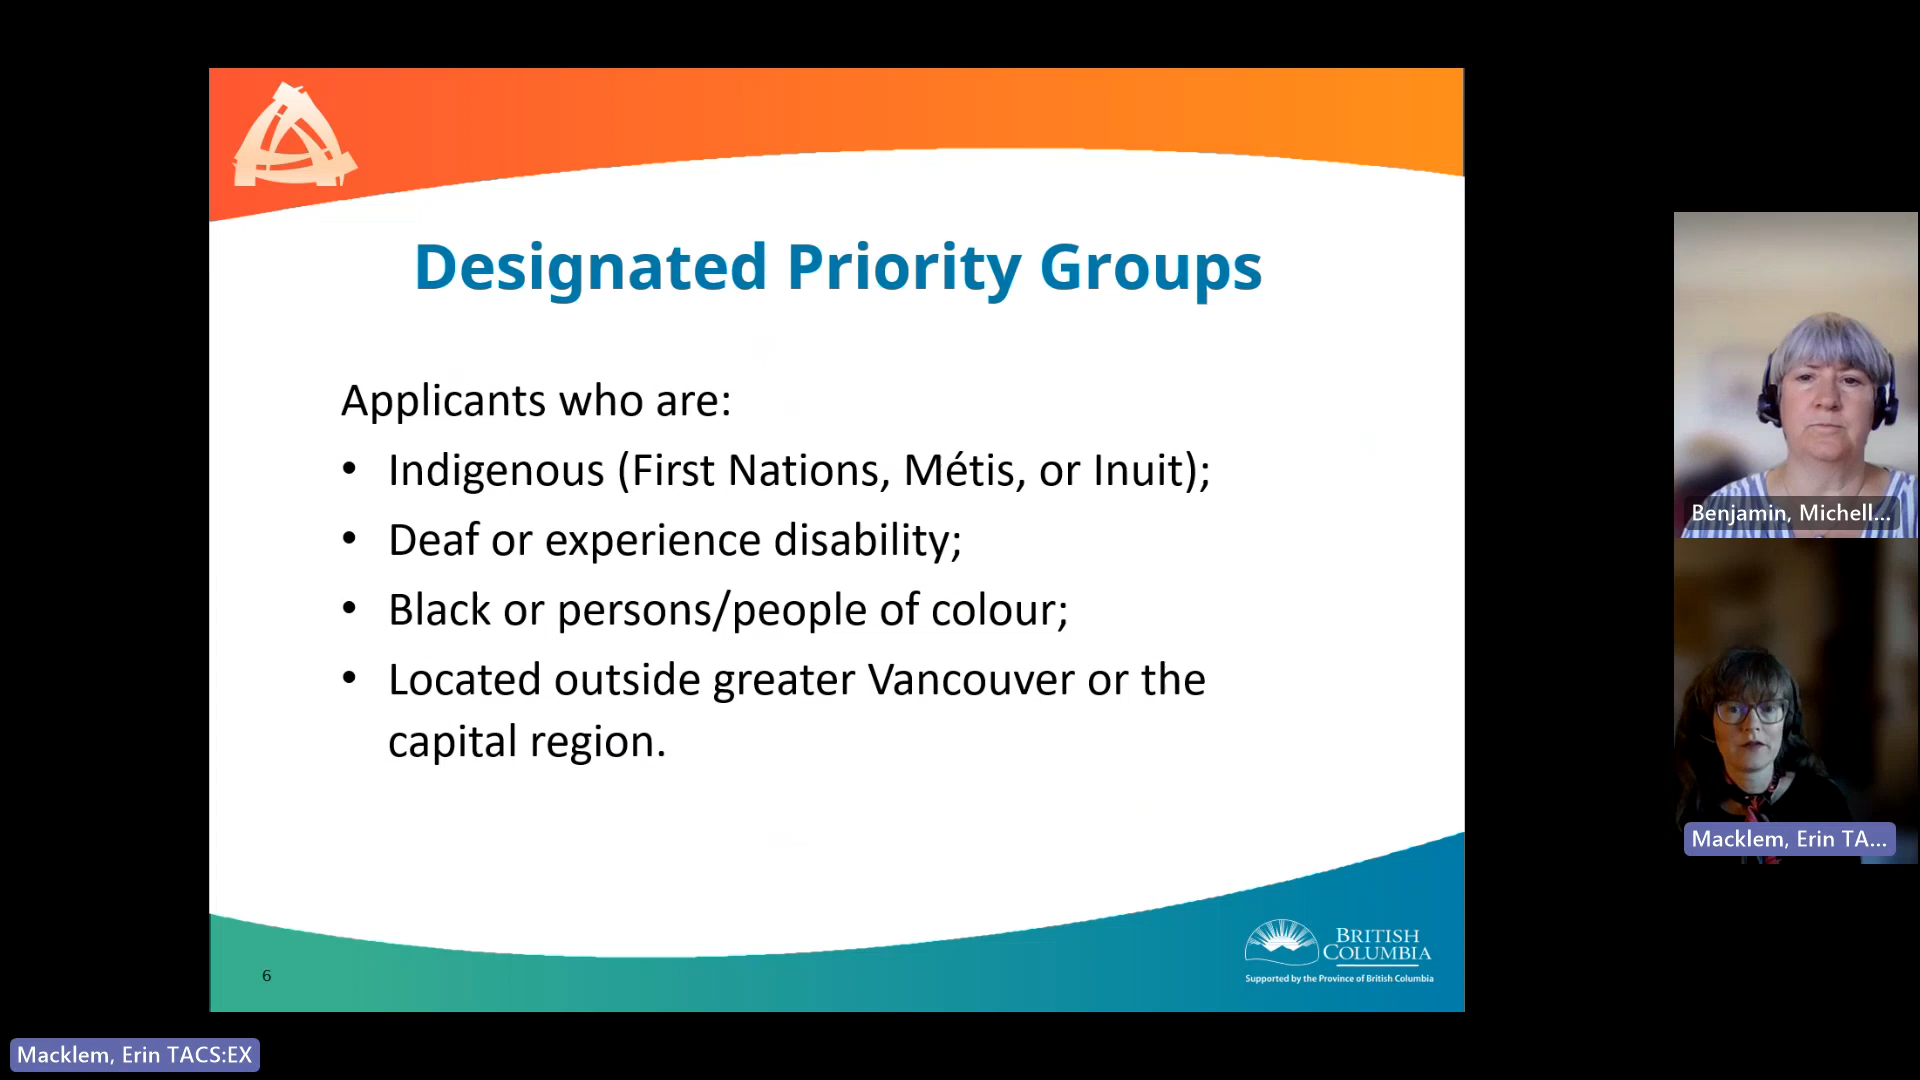 Designated Priority Groups
Applicants who are:
• Indigenous (First Nations, Métis, or Inuit);
• Deaf or experience disability;
• Black or persons/people of colour;
• Located outside greater Vancouver or the
capital region.
6
BRITISH
COLUMBIA
Supported by the Province of British Columbia
Benjamin, Michell...
Macklem, Erin TA...
Macklem, Erin TACS:EX